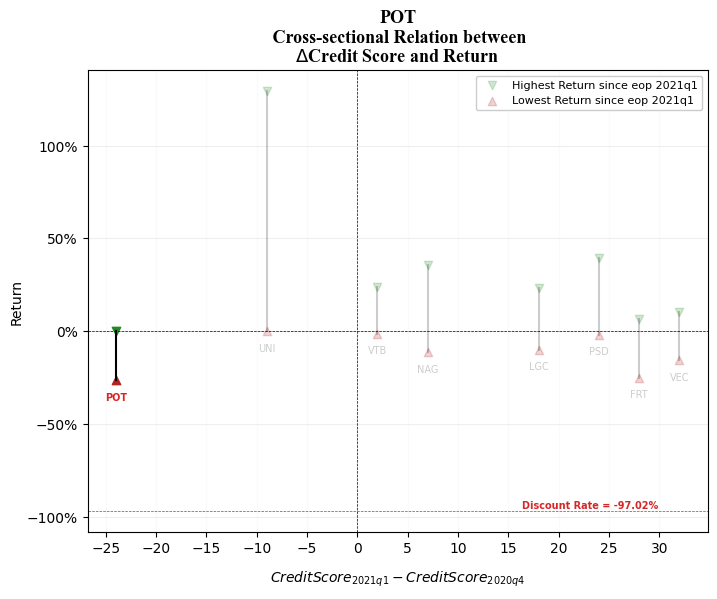 POT
Cross-sectional Relation between
ΔCredit Score and Return
Highest Return since eop 2021q1
Lowest Return since eop 2021q1
Return
100%
50%
0%
−50%
−100%
UNI
VTB
NAG
LGC
PSD
FRT
VEC
POT
Discount Rate = -97.02%
−25 −20 −15 −10 −5 0 5 10 15 20 25 30
CreditScore2021q1 − CreditScore2020q4